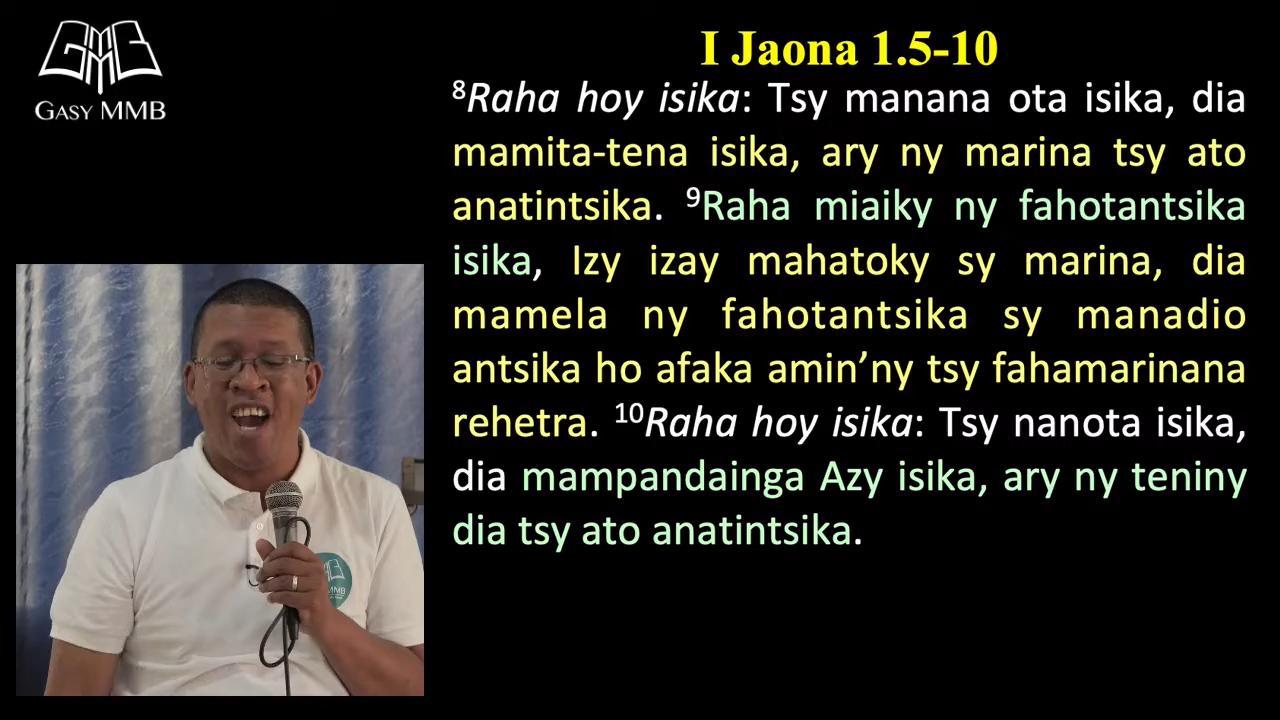 GMMB
GASY MMB
I Jaona 1.5-10
⁸Raha hoy isika: Tsy manana ota isika, dia
mamita-tena isika, ary ny marina tsy ato
anatintsika. ⁹Raha miaiky ny fahotantsika
isika, Izy izay mahatoky sy marina, dia
mamela ny fahotantsika sy manadio
antsika ho afaka amin’ny tsy fahamarinana
rehetra. ¹⁰Raha hoy isika: Tsy nanota isika,
dia mampandainga Azy isika, ary ny teniny
dia tsy ato anatintsika.
MMB